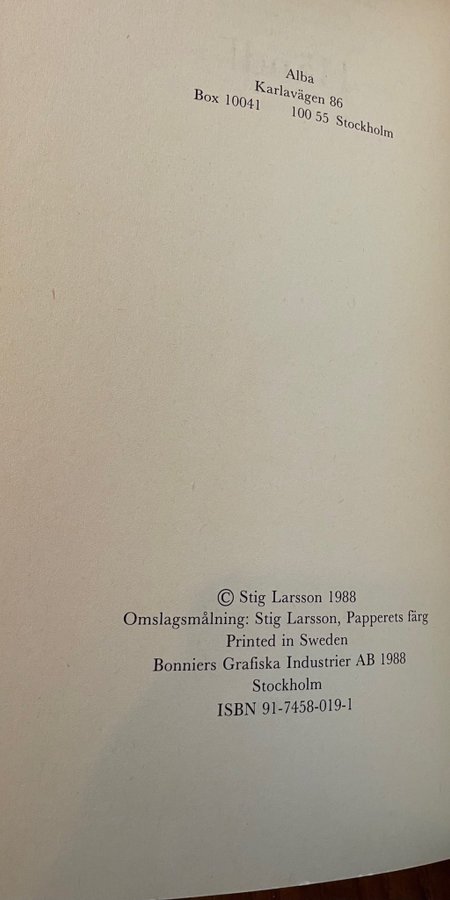 Alba
Karlavägen 86
Box 10041 100 55 Stockholm
© Stig Larsson 1988
Omslagsmålning: Stig Larsson, Papperets färg
Printed in Sweden
Bonniers Grafiska Industrier AB 1988
Stockholm
ISBN 91-7458-019-1